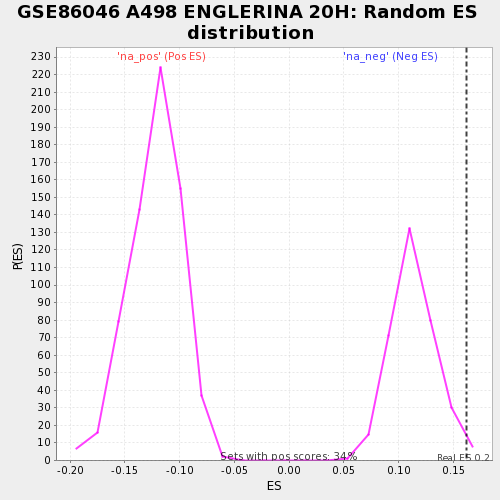 GSE86046 A498 ENGLERINA 20H: Random ES
distribution
'na_pos' (Pos ES)
'na_neg' (Neg ES)
230
220
210
200
190
180
170
160
150
140
130
120
110
100
90
80
70
60
50
40
30
20
10
0
P(ES)
Sets with pos scores: 34%
Real ES 0.2
-0.20 -0.15 -0.10 -0.05 0.00 0.05 0.10 0.15
ES